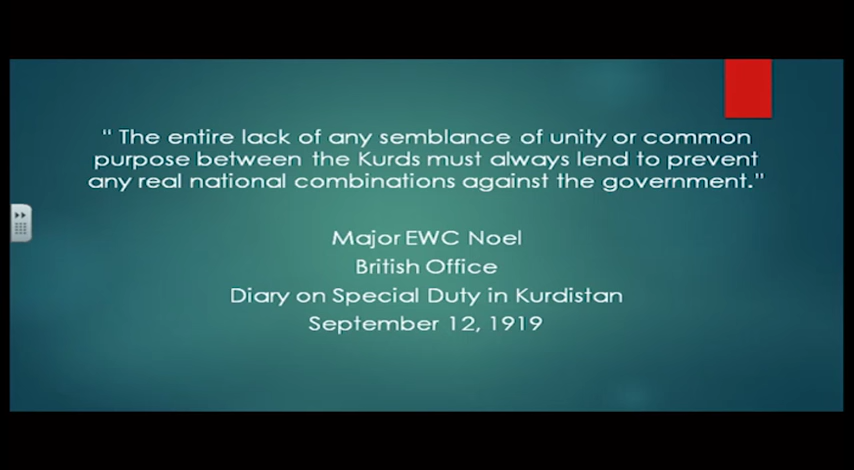 " The entire lack of any semblance of unity or common
purpose between the Kurds must always lend to prevent
any real national combinations against the government."
Major EWC Noel
British Office
Diary on Special Duty in Kurdistan
September 12, 1919